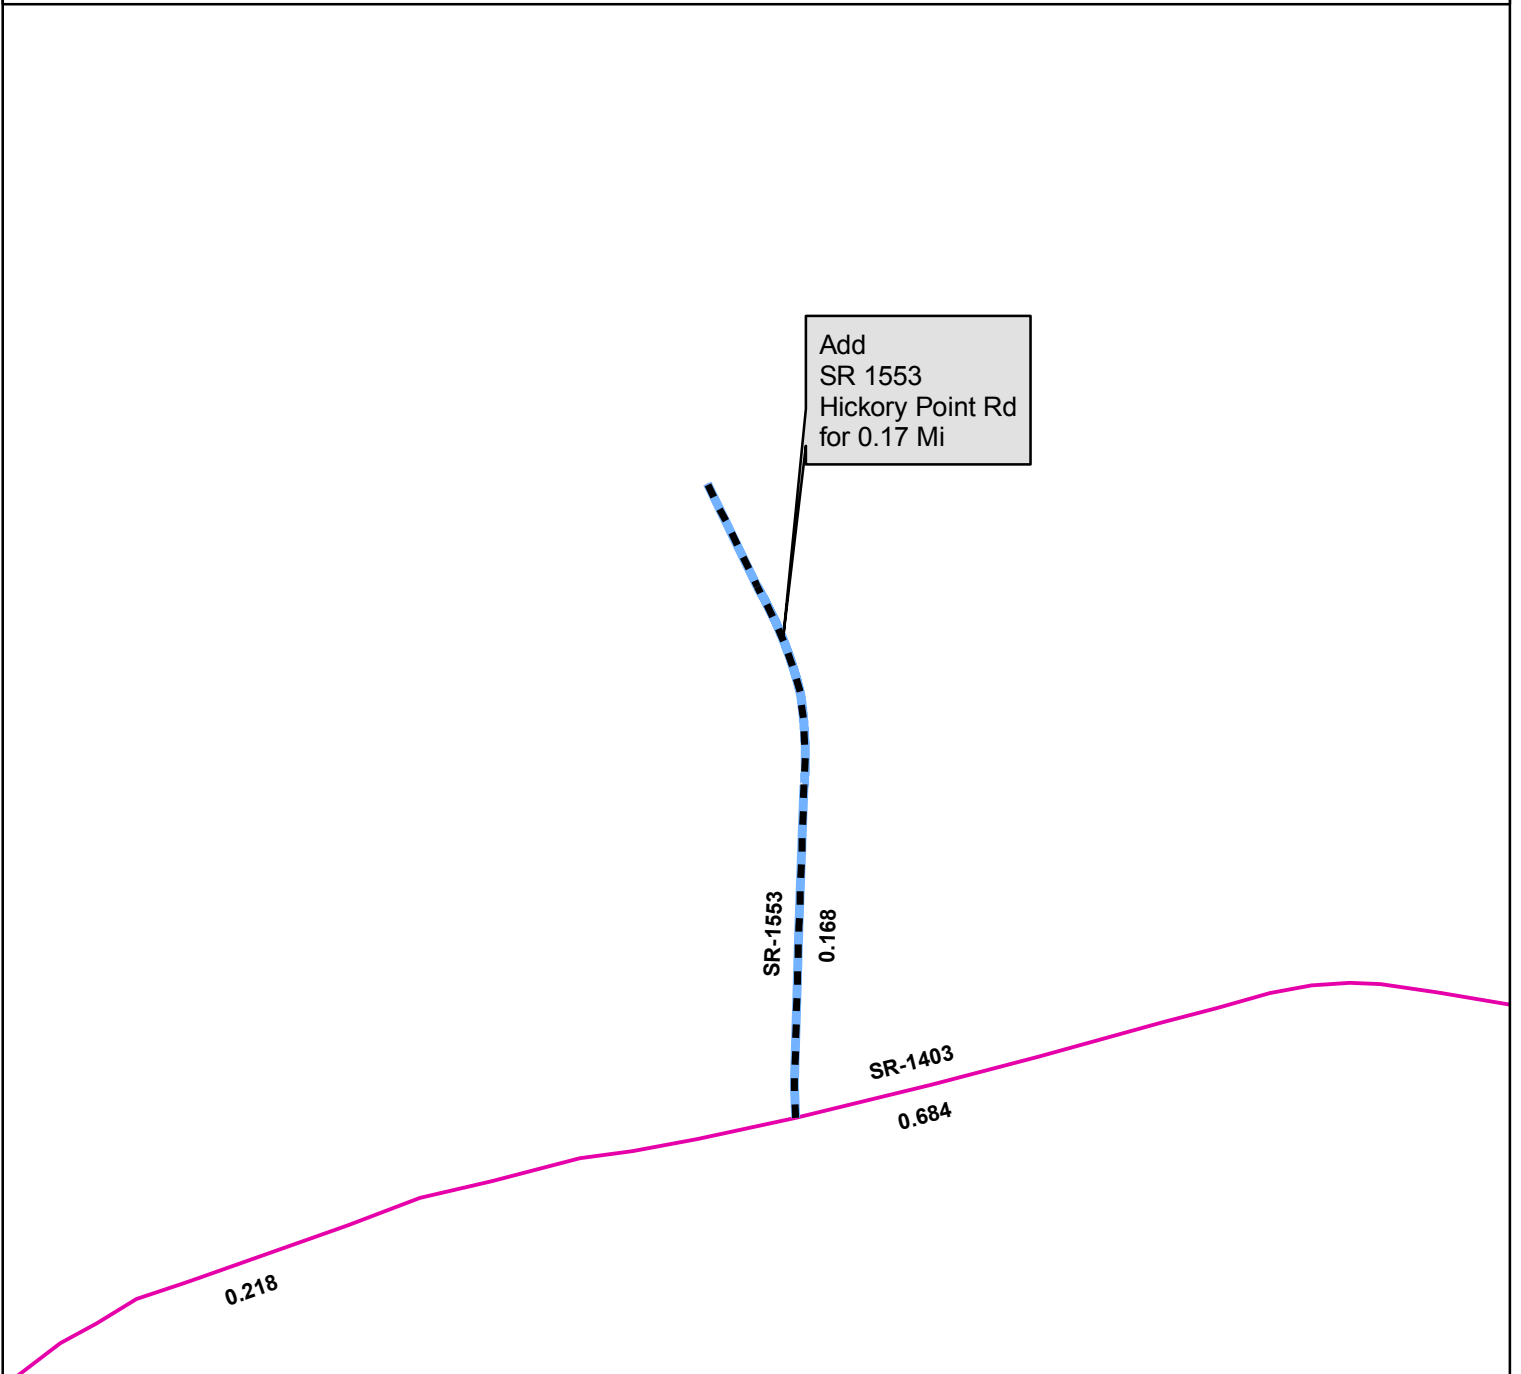 Add
SR 1553
Hickory Point Rd
for 0.17 Mi
SR-1553
0.168
SR-1403
0.684
0.218